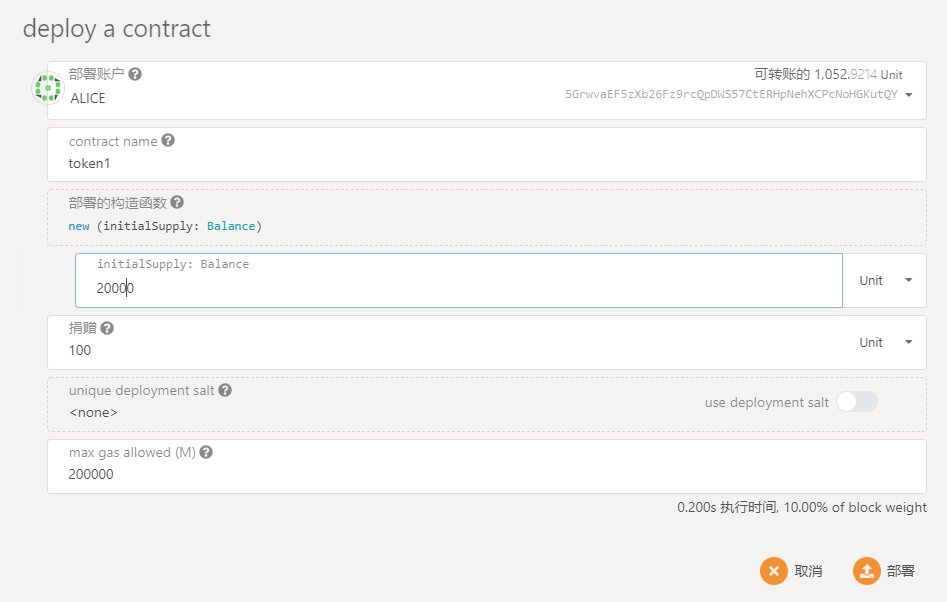 deploy a contract
部署账户
可转账的 1,052.9214 Unit
ALICE
5GrwvaEF5zXb26Fz9rcQpDWS57CtERHpNehXCPcNoHGKutQY
contract name
token1
部署的构造函数
new (initialSupply: Balance)
initialSupply: Balance
20000
Unit
捐赠
100
Unit
unique deployment salt
<none>
use deployment salt
max gas allowed (M)
200000
0.200s 执行时间, 10.00% of block weight
取消
部署